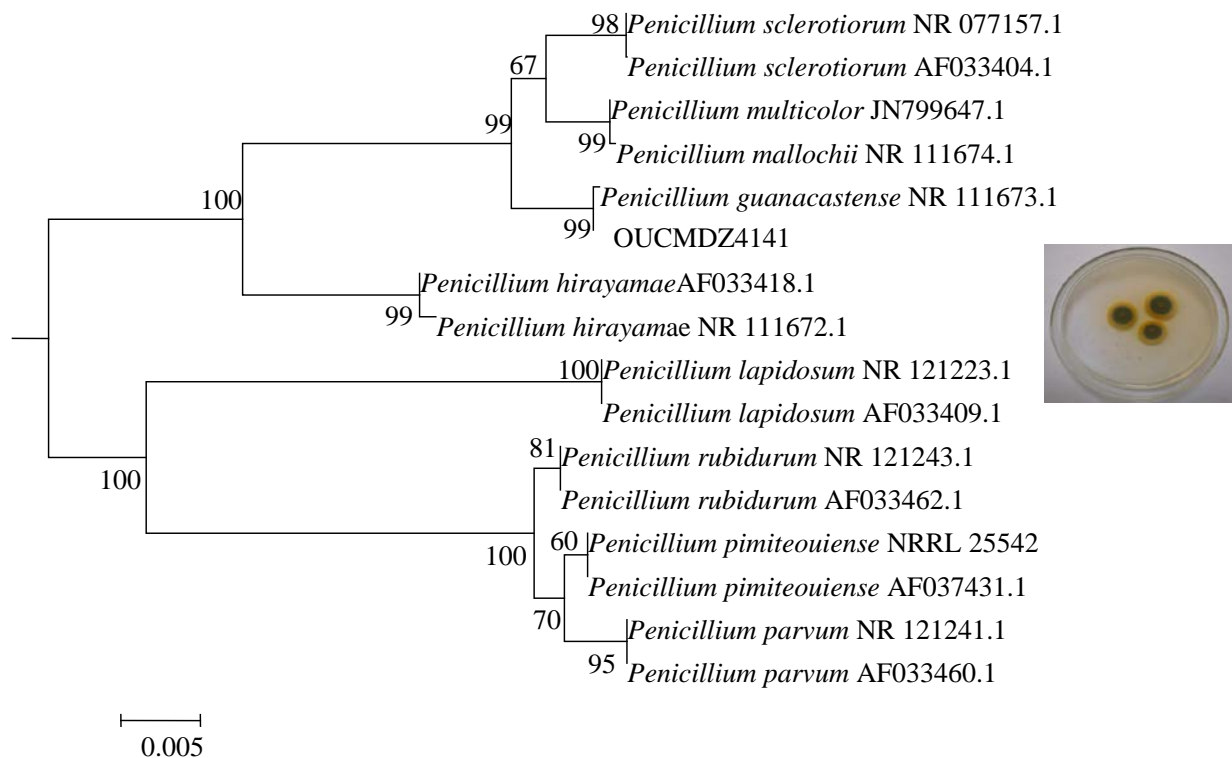 98 Penicillium sclerotiorum NR 077157.1
Penicillium sclerotiorum AF033404.1
67
Penicillium multicolor JN799647.1
99
99 Penicillium mallochii NR 111674.1
100
Penicillium guanacastense NR 111673.1
99 OUCMDZ4141
Penicillium hirayamaeAF033418.1
99 Penicillium hirayamae NR 111672.1
100 Penicillium lapidosum NR 121223.1
Penicillium lapidosum AF033409.1
81 Penicillium rubidurum NR 121243.1
100
Penicillium rubidurum AF033462.1
60 Penicillium pimiteouiense NRRL 25542
100
Penicillium pimiteouiense AF037431.1
70
Penicillium parvum NR 121241.1
95 Penicillium parvum AF033460.1
0.005